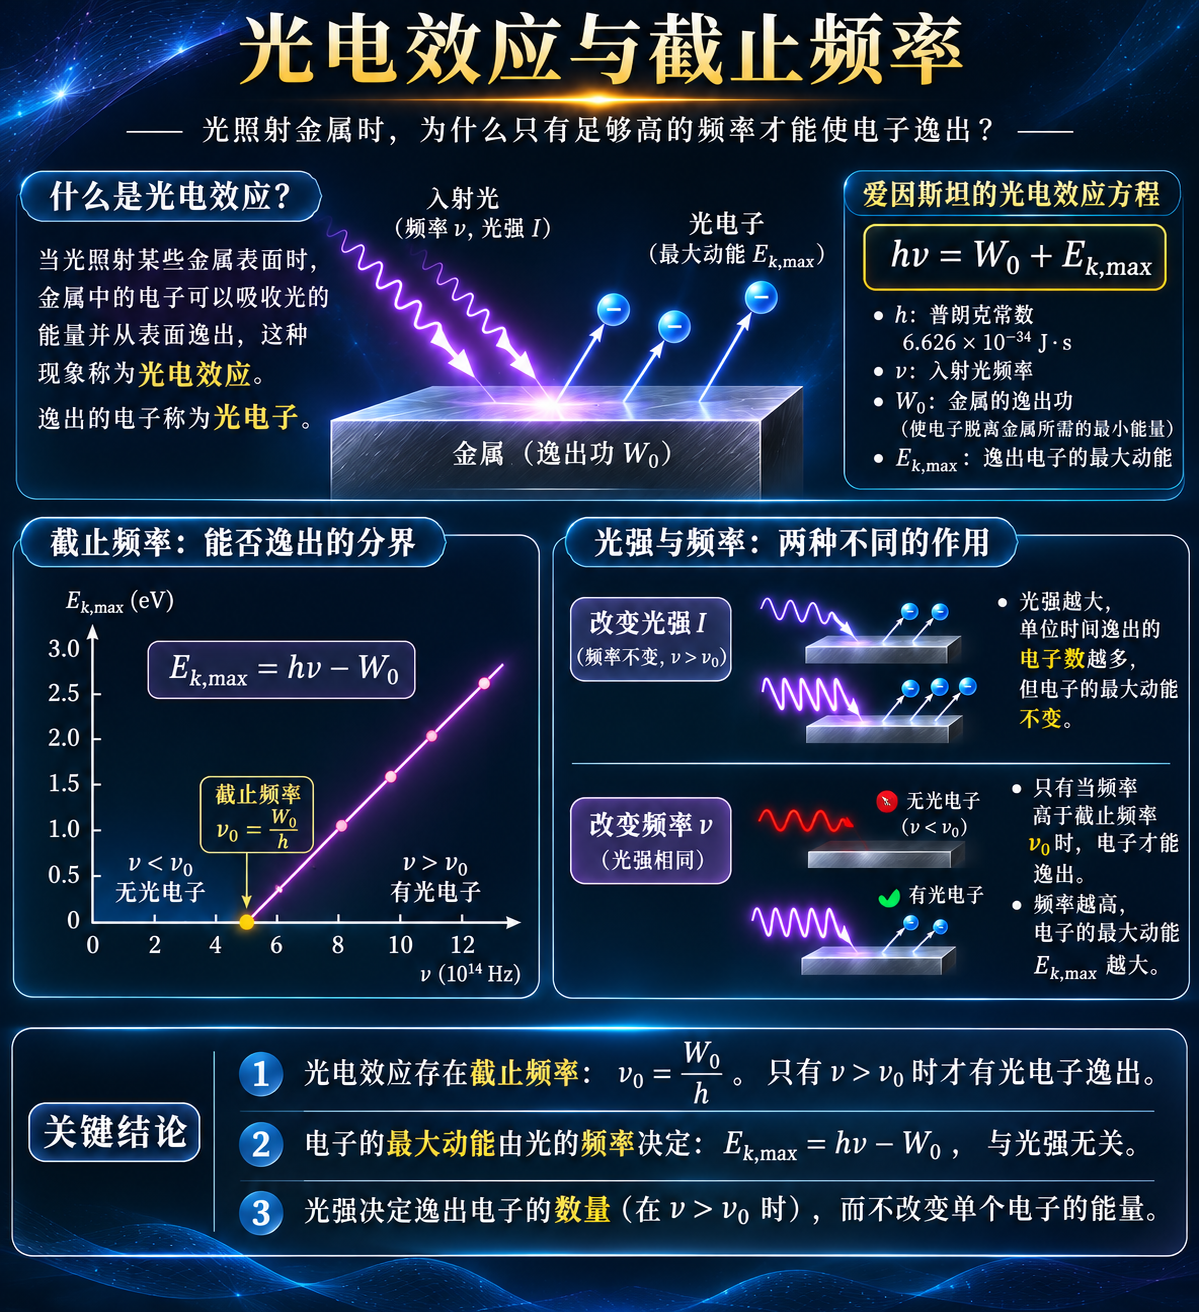 光电效应与截止频率
光照射金属时，为什么只有足够高的频率才能使电子逸出？
什么是光电效应？
当光照射某些金属表面时，
金属中的电子可以吸收光的
能量并从表面逸出，这种
现象称为光电效应。
逸出的电子称为光电子。
入射光
（频率 ν, 光强 I）
光电子
（最大动能 Eₖ,max）
金属（逸出功 W₀）
爱因斯坦的光电效应方程
hν = W₀ + Eₖ,max
• h：普朗克常数
6.626 × 10⁻³⁴ J · s
• ν：入射光频率
• W₀：金属的逸出功
（使电子脱离金属所需的最小能量）
• Eₖ,max：逸出电子的最大动能
截止频率：能否逸出的分界
Eₖ,max (eV)
3.0
2.5
2.0
1.5
1.0
0.5
0
Eₖ,max = hν − W₀
截止频率
ν₀ = W₀/h
ν < ν₀
无光电子
ν > ν₀
有光电子
0 2 4 6 8 10 12
ν (10¹⁴ Hz)
光强与频率：两种不同的作用
改变光强 I
（频率不变, ν > ν₀）
• 光强越大，
单位时间逸出的
电子数越多，
但电子的最大动能
不变。
改变频率 ν
（光强相同）
无光电子
（ν < ν₀）
有光电子
• 只有当频率
高于截止频率
ν₀时，电子才能
逸出。
• 频率越高，
电子的最大动能
Eₖ,max 越大。
关键结论
1 光电效应存在截止频率： ν₀ = W₀/h 。 只有 ν > ν₀ 时才有光电子逸出。
2 电子的最大动能由光的频率决定： Eₖ,max = hν − W₀ ， 与光强无关。
3 光强决定逸出电子的数量（在 ν > ν₀ 时），而不改变单个电子的能量。